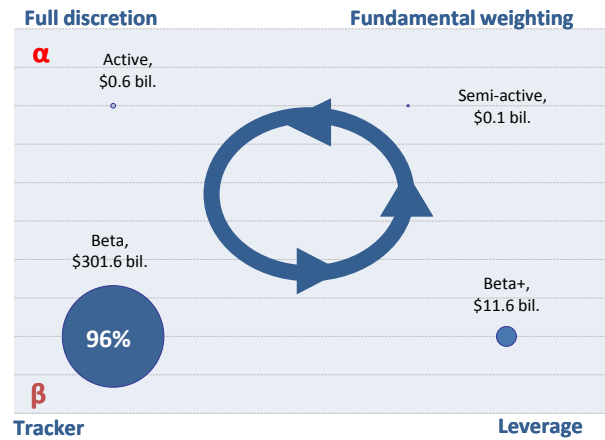 Full discretion
Fundamental weighting
α
Active,
$0.6 bil.
Semi-active,
$0.1 bil.
Beta,
$301.6 bil.
Beta+,
$11.6 bil.
96%
β
Tracker
Leverage